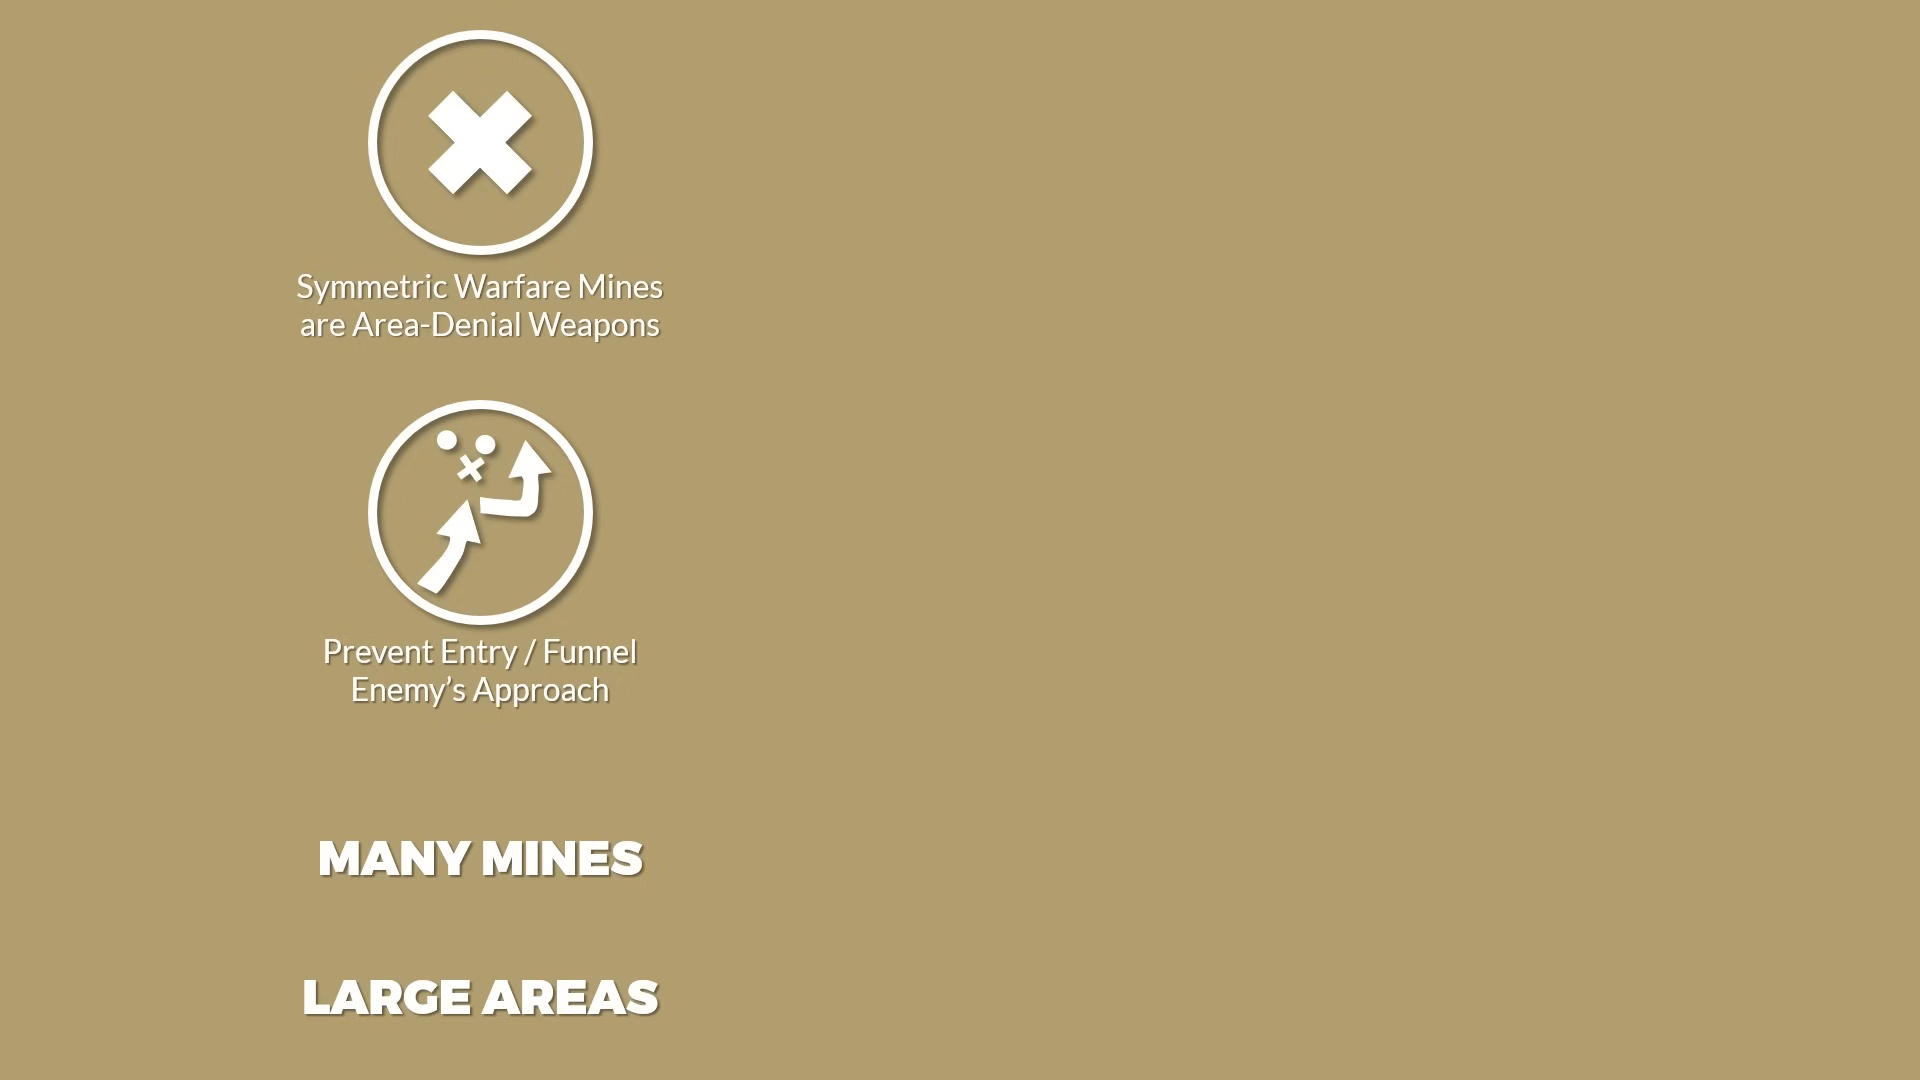 Symmetric Warfare Mines
are Area-Denial Weapons
Prevent Entry / Funnel
Enemy’s Approach
MANY MINES
LARGE AREAS